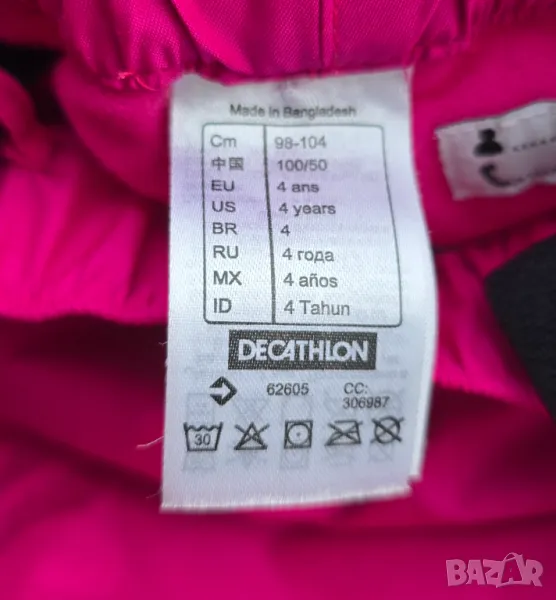 Made in Bangladesh
Cm 98-104
中国 100/50
EU 4 ans
US 4 years
BR 4
RU 4 года
MX 4 años
ID 4 Tahun
DECATHLON
62605 CC:
306987
30
BAZAR